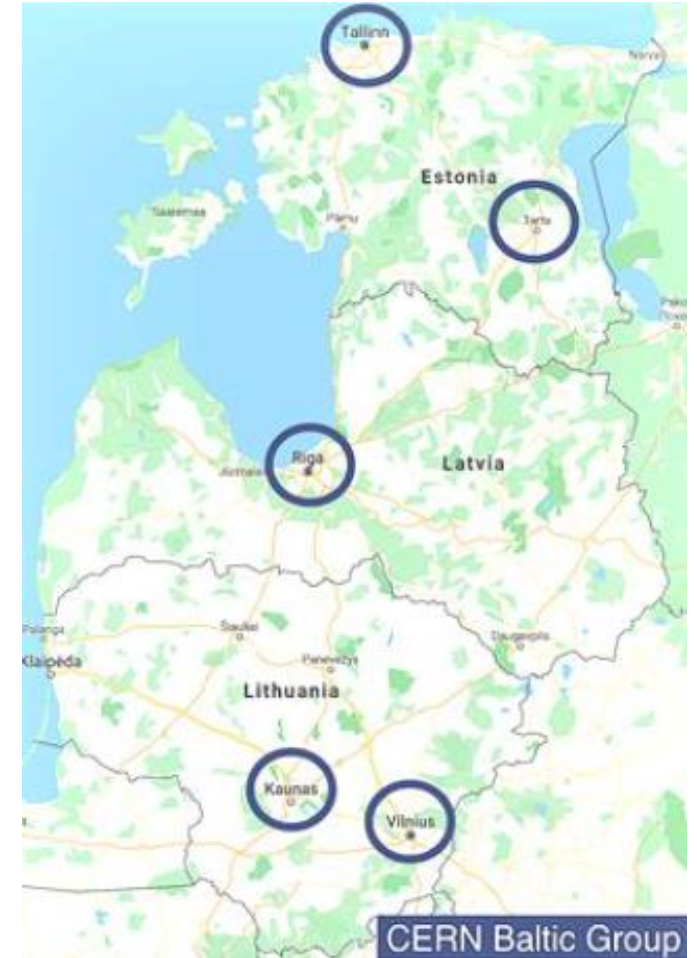 Tallinn
Narva
Estonia
Saaremaa
Pärnu
Tartu
Riga
Jūrmala
Latvia
Palanga
Šiauliai
Daugavpils
Klaipėda
Panevėžys
Lithuania
Kaunas
Vilnius
CERN Baltic Group